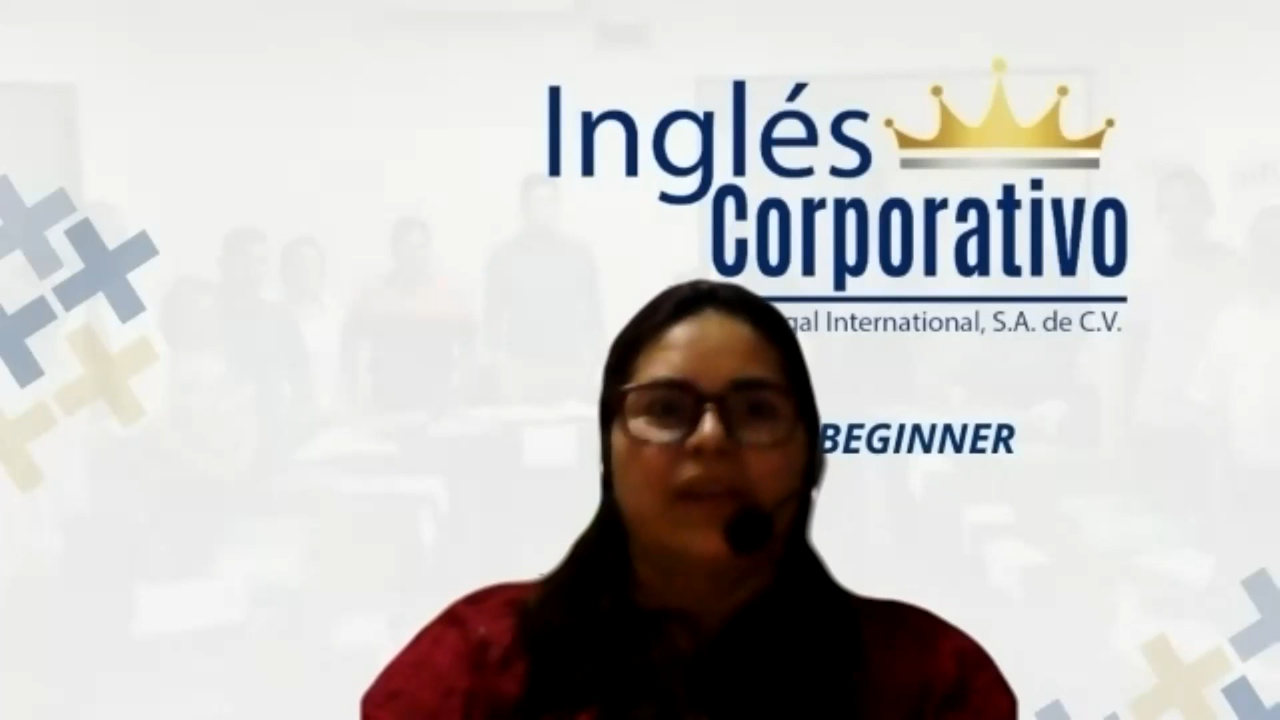 Inglés
Corporativo
International, S.A. de C.V.
BEGINNER